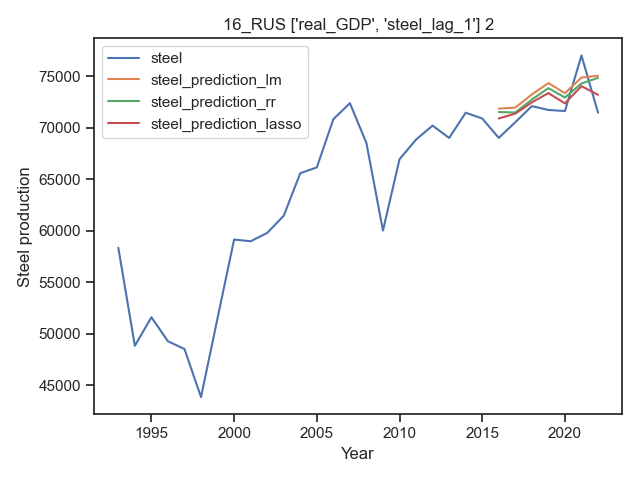 16_RUS ['real_GDP', 'steel_lag_1'] 2
steel
steel_prediction_lm
steel_prediction_rr
steel_prediction_lasso
Steel production
75000
70000
65000
60000
55000
50000
45000
1995
2000
2005
2010
2015
2020
Year